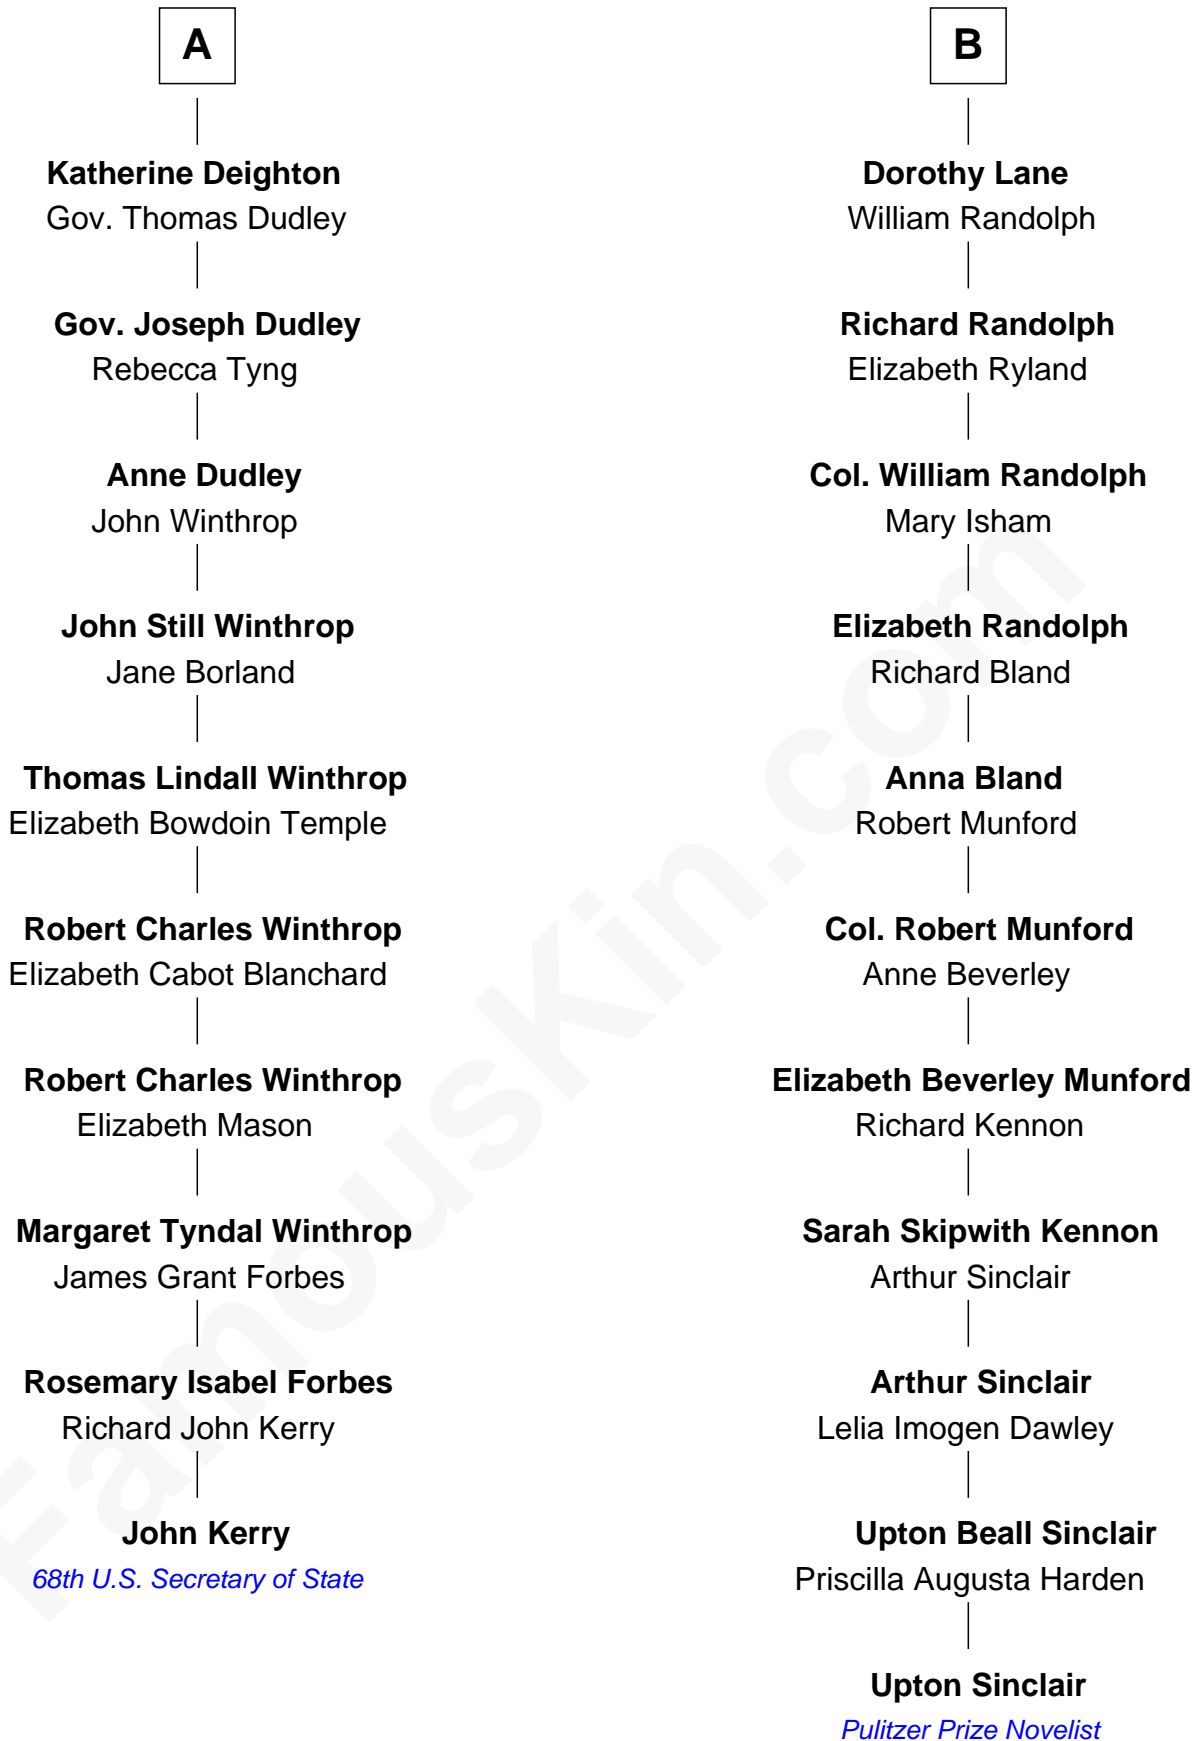 A
Katherine Deighton
Gov. Thomas Dudley
Gov. Joseph Dudley
Rebecca Tyng
Anne Dudley
John Winthrop
John Still Winthrop
Jane Borland
Thomas Lindall Winthrop
Elizabeth Bowdoin Temple
Robert Charles Winthrop
Elizabeth Cabot Blanchard
Robert Charles Winthrop
Elizabeth Mason
Margaret Tyndal Winthrop
James Grant Forbes
Rosemary Isabel Forbes
Richard John Kerry
John Kerry
68th U.S. Secretary of State
B
Dorothy Lane
William Randolph
Richard Randolph
Elizabeth Ryland
Col. William Randolph
Mary Isham
Elizabeth Randolph
Richard Bland
Anna Bland
Robert Munford
Col. Robert Munford
Anne Beverley
Elizabeth Beverley Munford
Richard Kennon
Sarah Skipwith Kennon
Arthur Sinclair
Arthur Sinclair
Lelia Imogen Dawley
Upton Beall Sinclair
Priscilla Augusta Harden
Upton Sinclair
Pulitzer Prize Novelist
FamousKin.com